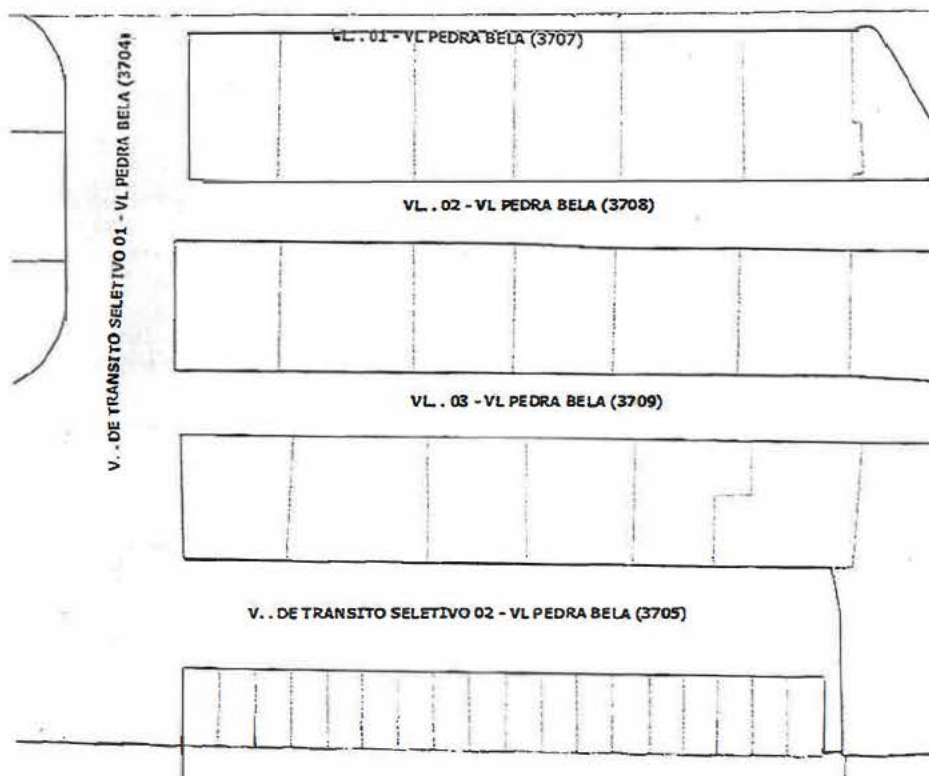 VL . . 01 - VL PEDRA BELA (3707)
V. . DE TRANSITO SELETIVO 01 - VL PEDRA BELA (3704)
VL . . 02 - VL PEDRA BELA (3708)
VL . . 03 - VL PEDRA BELA (3709)
V. . DE TRANSITO SELETIVO 02 - VL PEDRA BELA (3705)